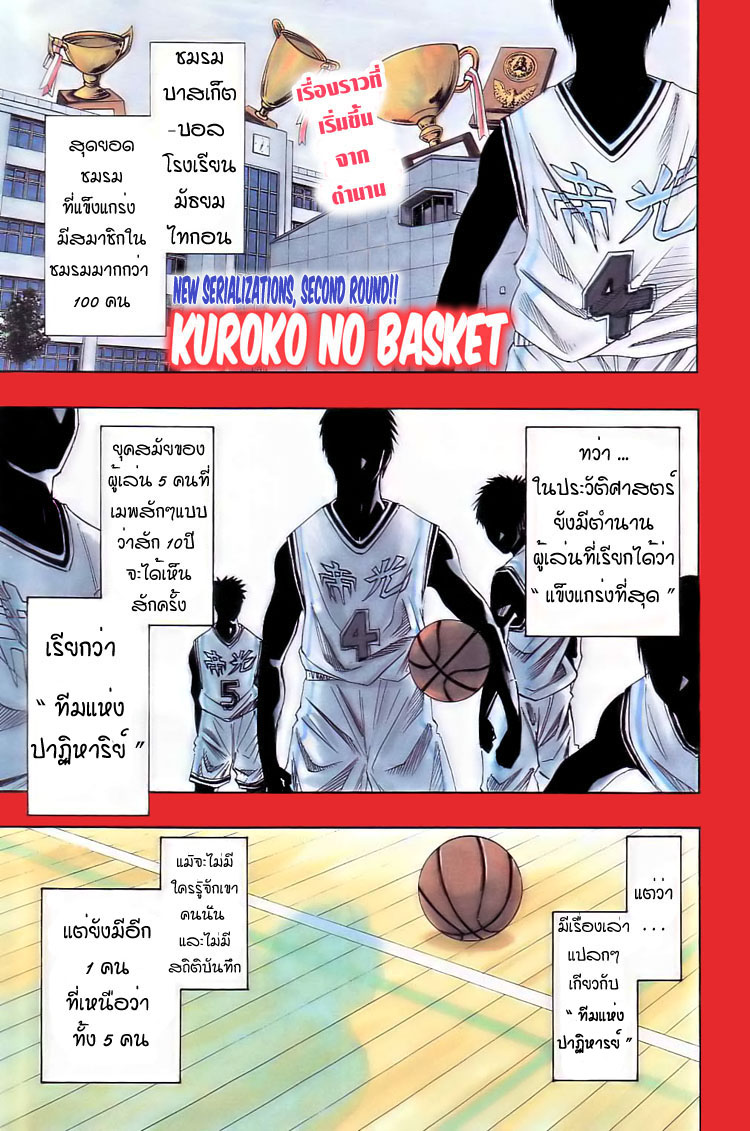 เรื่องราวที่
เริ่มขึ้น
จาก
ตำนาน
ชมรม
บาสเก็ต
-บอล
โรงเรียน
มัธยม
ไทกอน
สุดยอด
ชมรม
ที่แข็งแกร่ง
มีสมาชิกใน
ชมรมมากกว่า
100 คน
帝光
4
NEW SERIALIZATIONS, SECOND ROUND!!
KUROKO NO BASKET
ทว่า ...
ในประวัติศาสตร์
ยังมีตำนาน
ผู้เล่นที่เรียกได้ว่า
“ แข็งแกร่งที่สุด ”
ยุคสมัยของ
ผู้เล่น 5 คนที่
เมพสักๆแบบ
ว่าสัก 10ปี
จะได้เห็น
สักครั้ง
帝光
4
帝光
5
เรียกว่า
“ ทีมแห่ง
ปาฏิหาริย์ ”
แต่ว่า
...
มีเรื่องเล่า
แปลกๆ
เกี่ยวกับ
“ ทีมแห่ง
ปาฏิหารย์ ”
แม้จะไม่มี
ใครรู้จักเขา
คนนั้น
และไม่มี
สถิติบันทึก
แต่ยังมีอีก
1 คน
ที่เหนือว่า
ทั้ง 5 คน